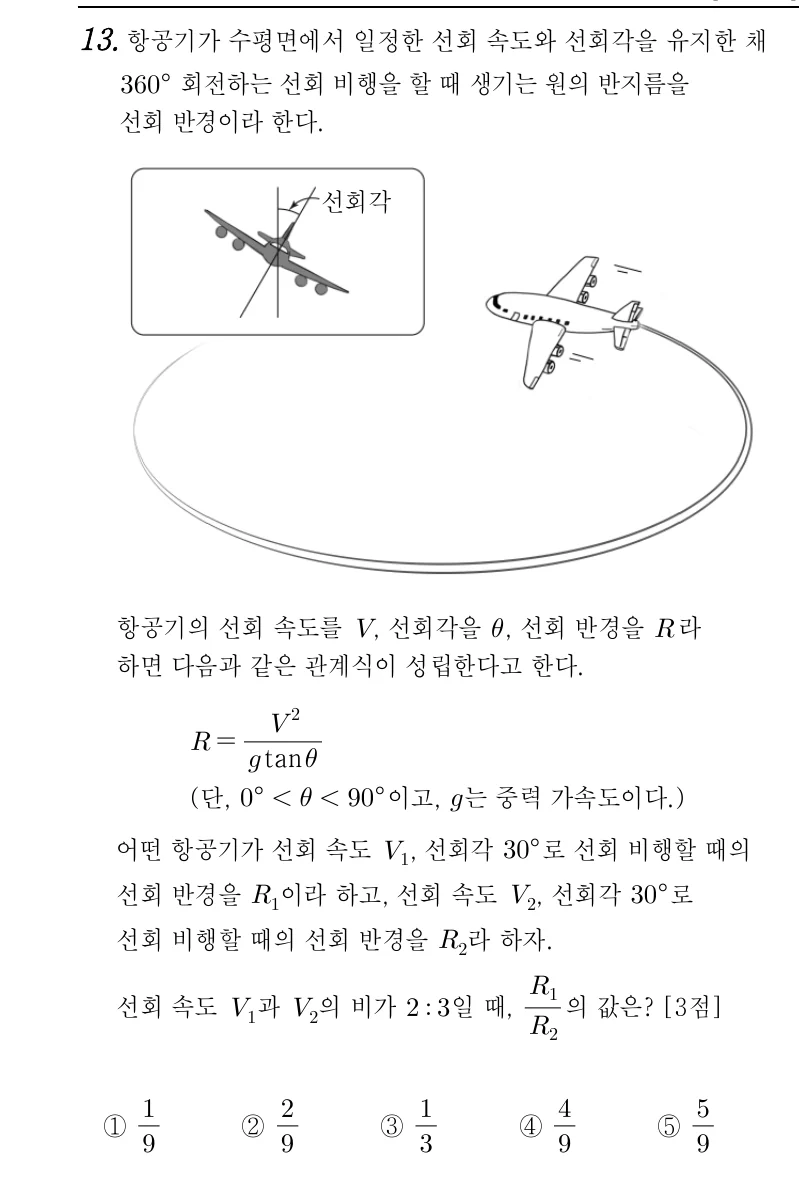 13. 항공기가 수평면에서 일정한 선회 속도와 선회각을 유지한 채
360° 회전하는 선회 비행을 할 때 생기는 원의 반지름을
선회 반경이라 한다.
선회각
항공기의 선회 속도를 V, 선회각을 θ, 선회 반경을 R라
하면 다음과 같은 관계식이 성립한다고 한다.
R = V² / g tanθ
(단, 0° < θ < 90°이고, g는 중력 가속도이다.)
어떤 항공기가 선회 속도 V₁, 선회각 30°로 선회 비행할 때의
선회 반경을 R₁이라 하고, 선회 속도 V₂, 선회각 30°로
선회 비행할 때의 선회 반경을 R₂라 하자.
선회 속도 V₁과 V₂의 비가 2 : 3일 때, R₁/R₂의 값은? [3점]
① 1/9 ② 2/9 ③ 1/3 ④ 4/9 ⑤ 5/9